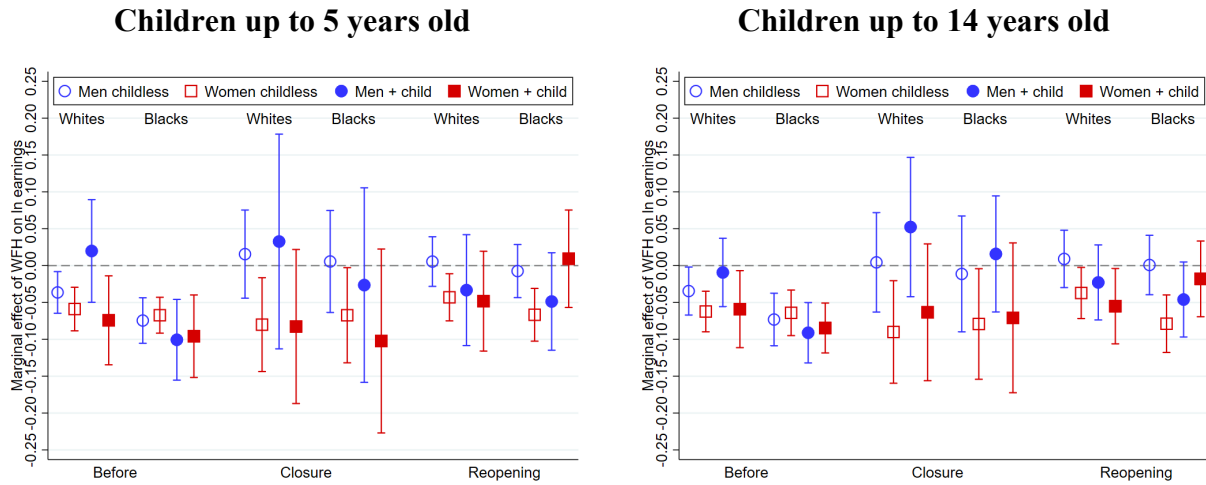 Children up to 5 years old
Marginal effect of WFH on ln earnings
-0.25 -0.20 -0.15 -0.10 -0.05 0.00 0.05 0.10 0.15 0.20 0.25
Men childless Women childless Men + child Women + child
Whites Blacks Whites Blacks Whites Blacks
Before Closure Reopening
Children up to 14 years old
Marginal effect of WFH on ln earnings
-0.25 -0.20 -0.15 -0.10 -0.05 0.00 0.05 0.10 0.15 0.20 0.25
Men childless Women childless Men + child Women + child
Whites Blacks Whites Blacks Whites Blacks
Before Closure Reopening